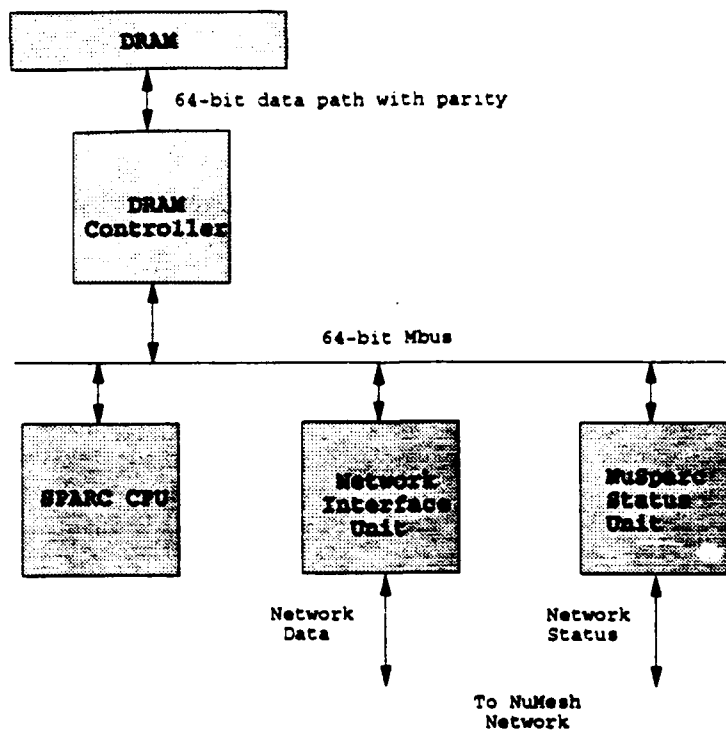 DRAM
64-bit data path with parity
DRAM
Controller
64-bit Mbus
SPARC CPU
Network
Interface
Unit
NuSparc
Status
Unit
Network
Data
Network
Status
To NuMesh
Network